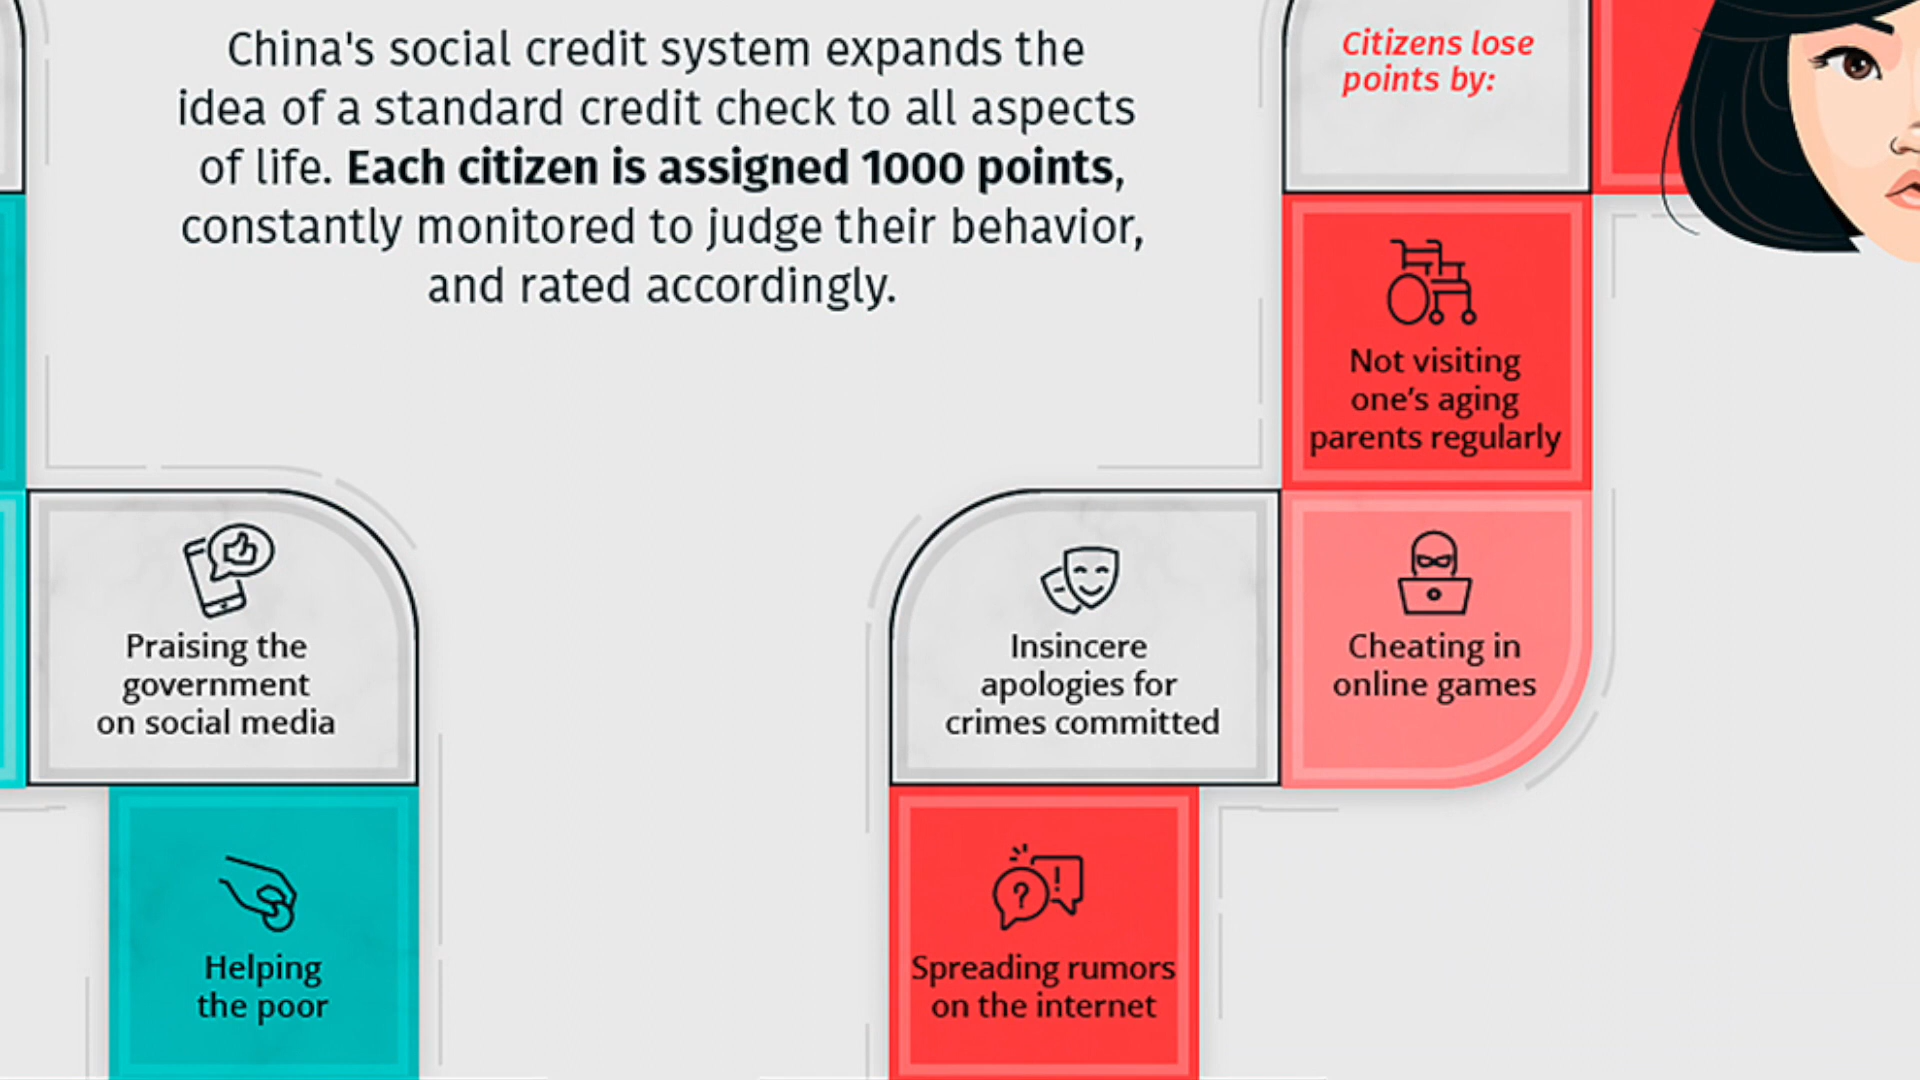 China's social credit system expands the
idea of a standard credit check to all aspects
of life. Each citizen is assigned 1000 points,
constantly monitored to judge their behavior,
and rated accordingly.
Citizens lose
points by:
Not visiting
one's aging
parents regularly
Praising the
government
on social media
Insincere
apologies for
crimes committed
Cheating in
online games
Helping
the poor
Spreading rumors
on the internet